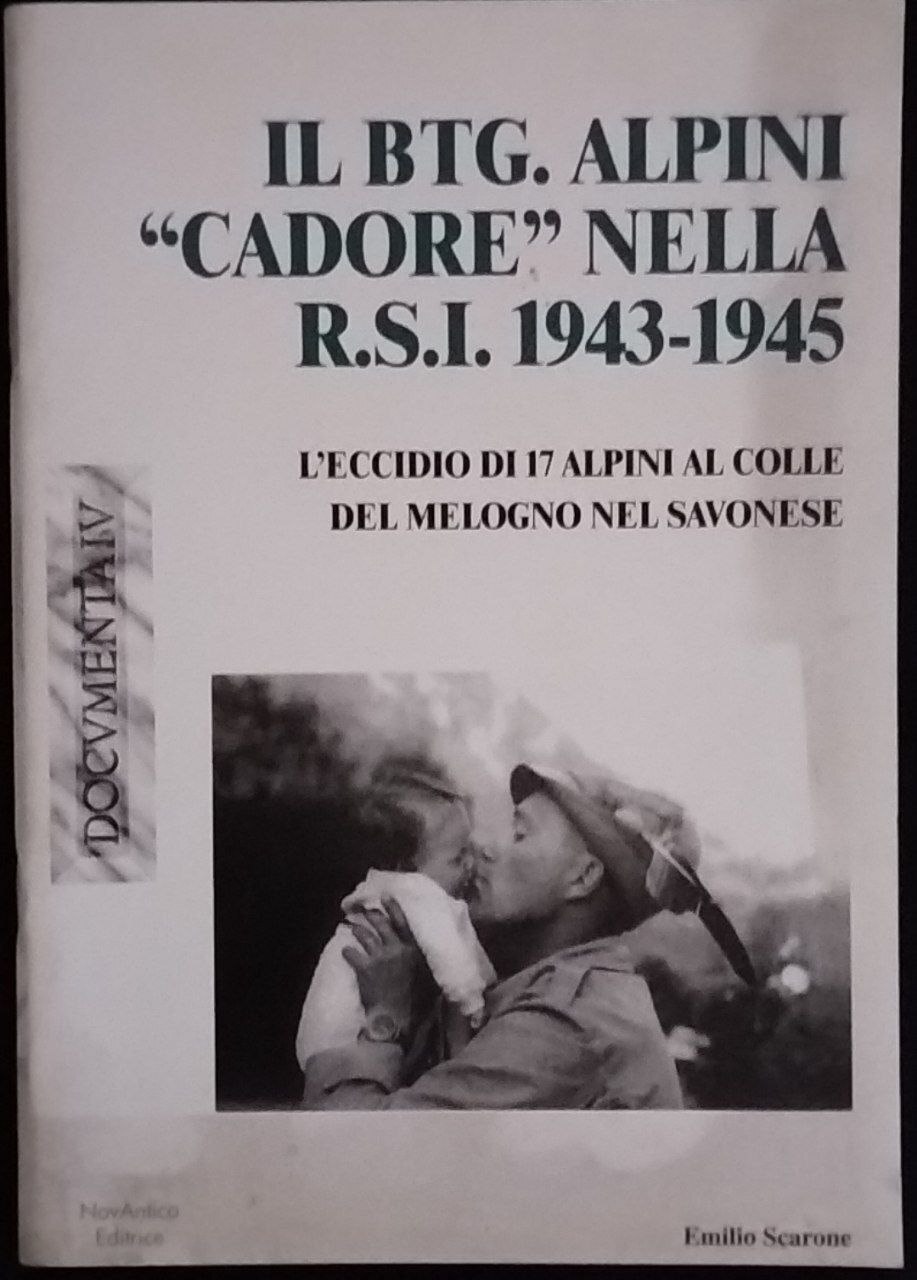 IL BTG. ALPINI
“CADORE” NELLA
R.S.I. 1943-1945
L'ECCIDIO DI 17 ALPINI AL COLLE
DEL MELOGNO NEL SAVONESE
DOCVMENTA IV
NovAntico
Editrice
Emilio Scarone